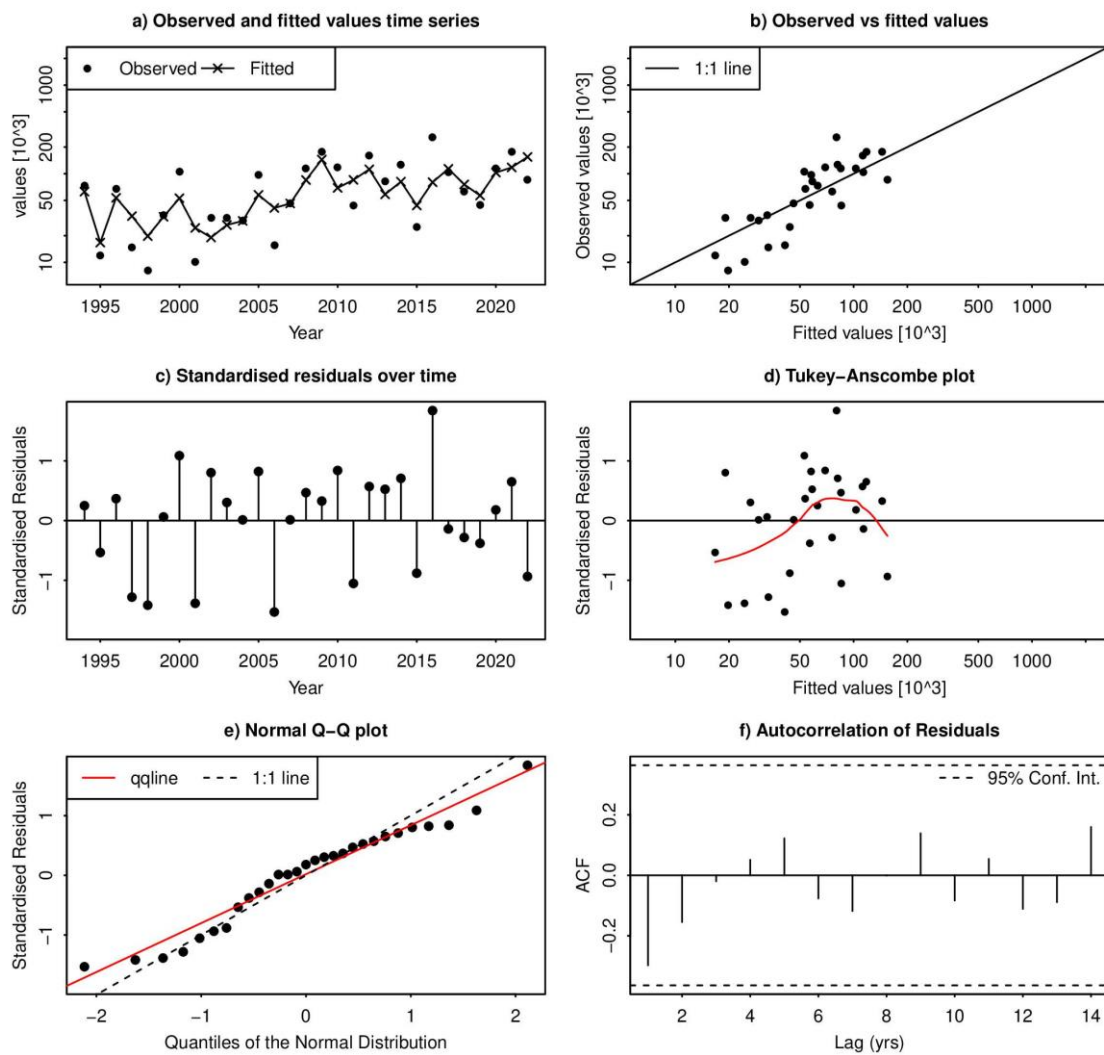 a) Observed and fitted values time series
Observed Fitted
values [10^3]
1000
200
50
10
1995 2000 2005 2010 2015 2020
Year
b) Observed vs fitted values
1:1 line
Observed values [10^3]
1000
200
50
10
10 20 50 100 200 500 1000
Fitted values [10^3]
c) Standardised residuals over time
Standardised Residuals
1
0
−1
1995 2000 2005 2010 2015 2020
Year
d) Tukey−Anscombe plot
Standardised Residuals
1
0
−1
10 20 50 100 200 500 1000
Fitted values [10^3]
e) Normal Q−Q plot
qqline 1:1 line
Standardised Residuals
1
0
−1
−2 −1 0 1 2
Quantiles of the Normal Distribution
f) Autocorrelation of Residuals
95% Conf. Int.
ACF
0.2
0.0
−0.2
2 4 6 8 10 12 14
Lag (yrs)